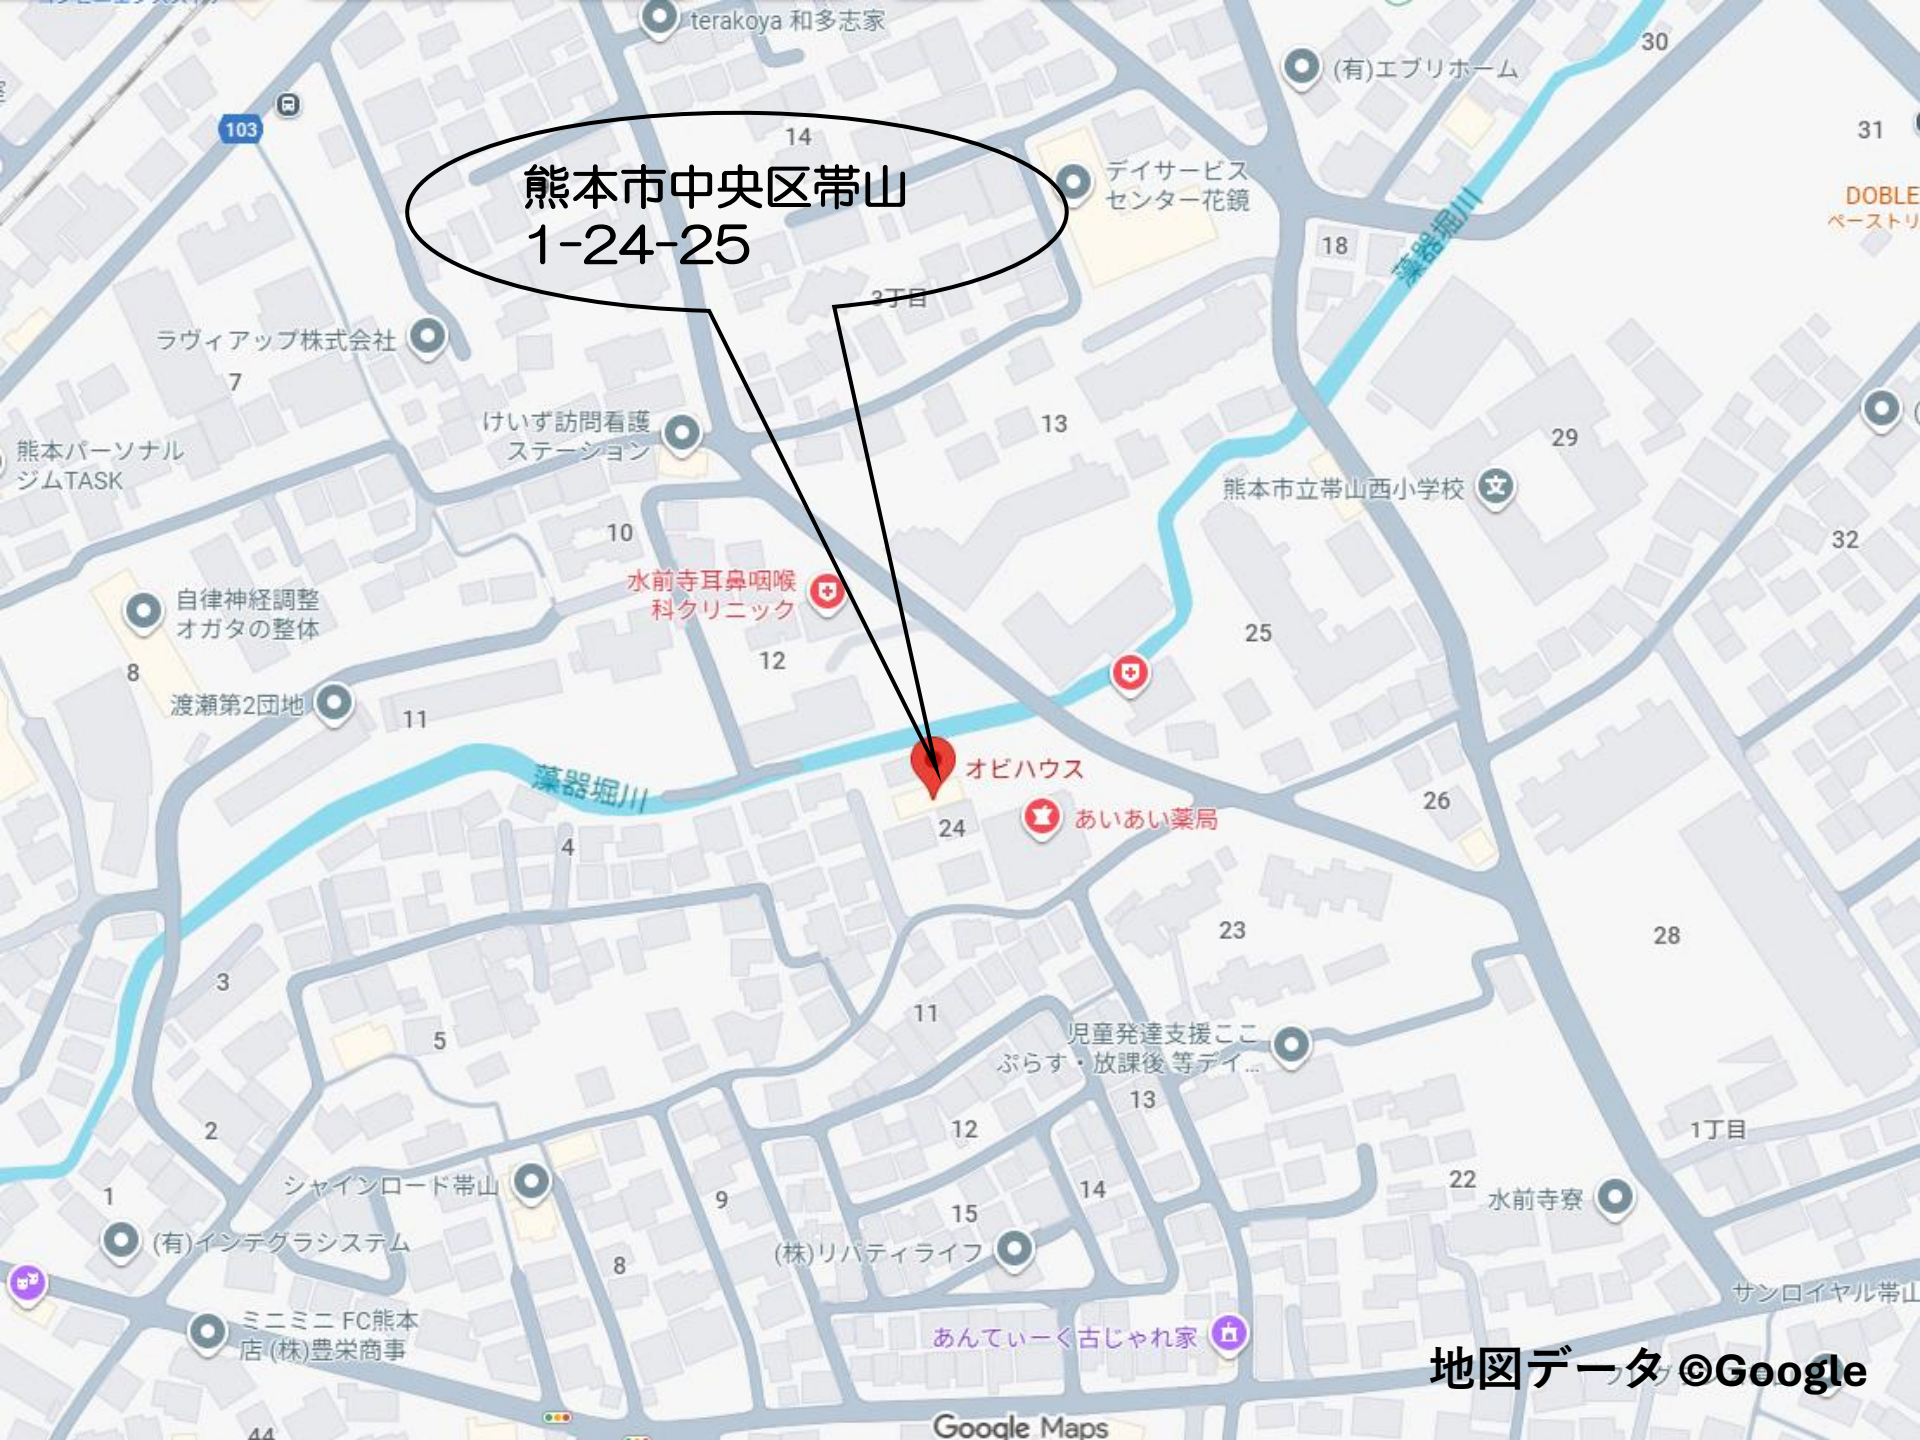 terakoya 和多志家
30
(有)エブリホーム
103
14
31
熊本市中央区帯山
1-24-25
デイサービス
センター花鏡
DOBLE
ペーストリ
藻器堀川
18
3丁目
ラヴィアップ株式会社
7
けいず訪問看護
ステーション
13
29
熊本パーソナル
ジムTASK
熊本市立帯山西小学校
10
32
水前寺耳鼻咽喉
科クリニック
自律神経調整
オガタの整体
25
12
8
渡瀬第2団地
11
オビハウス
藻器堀川
26
あいあい薬局
24
4
23
28
3
11
5
児童発達支援ここ
ぷらす・放課後 等デイ...
13
2
12
1丁目
22
シャインロード帯山
1
9
14
水前寺寮
15
(有)インテグラシステム
(株)リバティライフ
8
サンロイヤル帯山
ミニミニ FC熊本
店 (株)豊栄商事
あんてぃーく古じゃれ家
地図データ ©Google
Google Maps
44